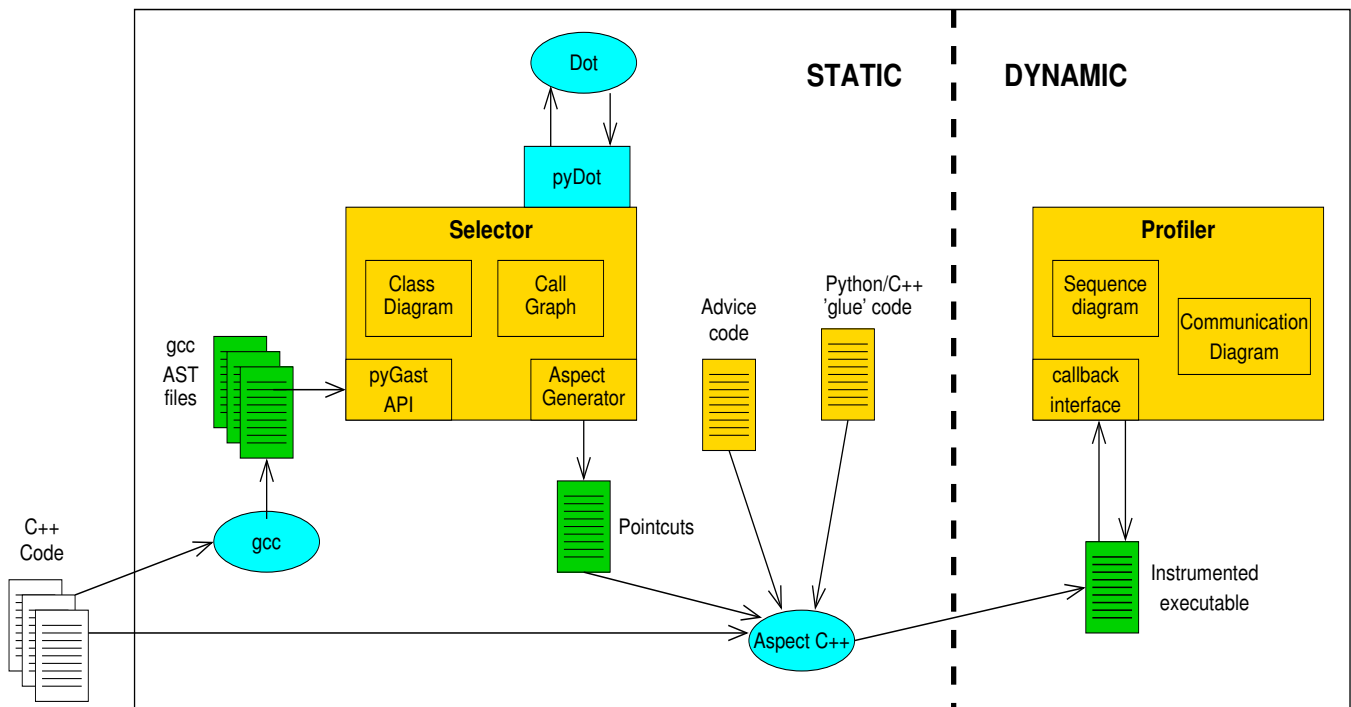 Dot
STATIC
DYNAMIC
pyDot
Selector
Class
Diagram
Call
Graph
pyGast
API
Aspect
Generator
gcc
AST
files
Advice
code
Python/C++
'glue' code
Profiler
Sequence
diagram
Communication
Diagram
callback
interface
C++
Code
gcc
Pointcuts
Aspect C++
Instrumented
executable